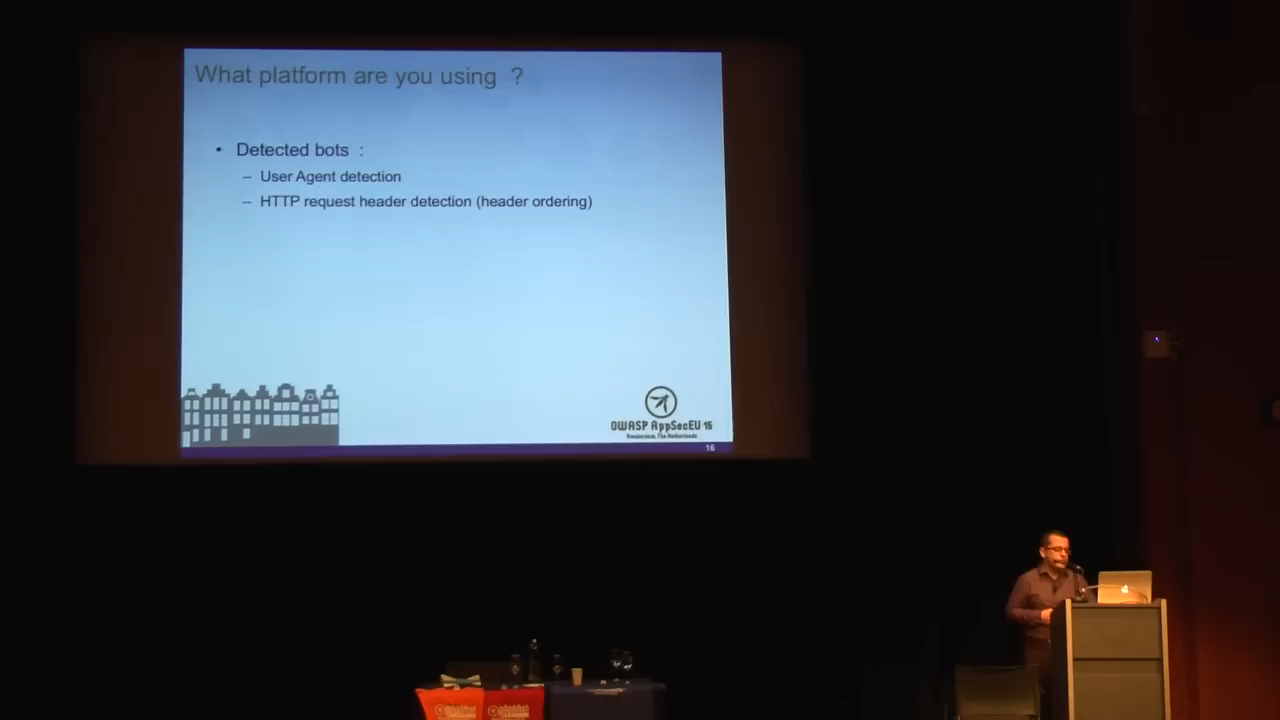 What platform are you using ?
• Detected bots :
– User Agent detection
– HTTP request header detection (header ordering)
OWASP AppSecEU 15
Amsterdam, The Netherlands
16